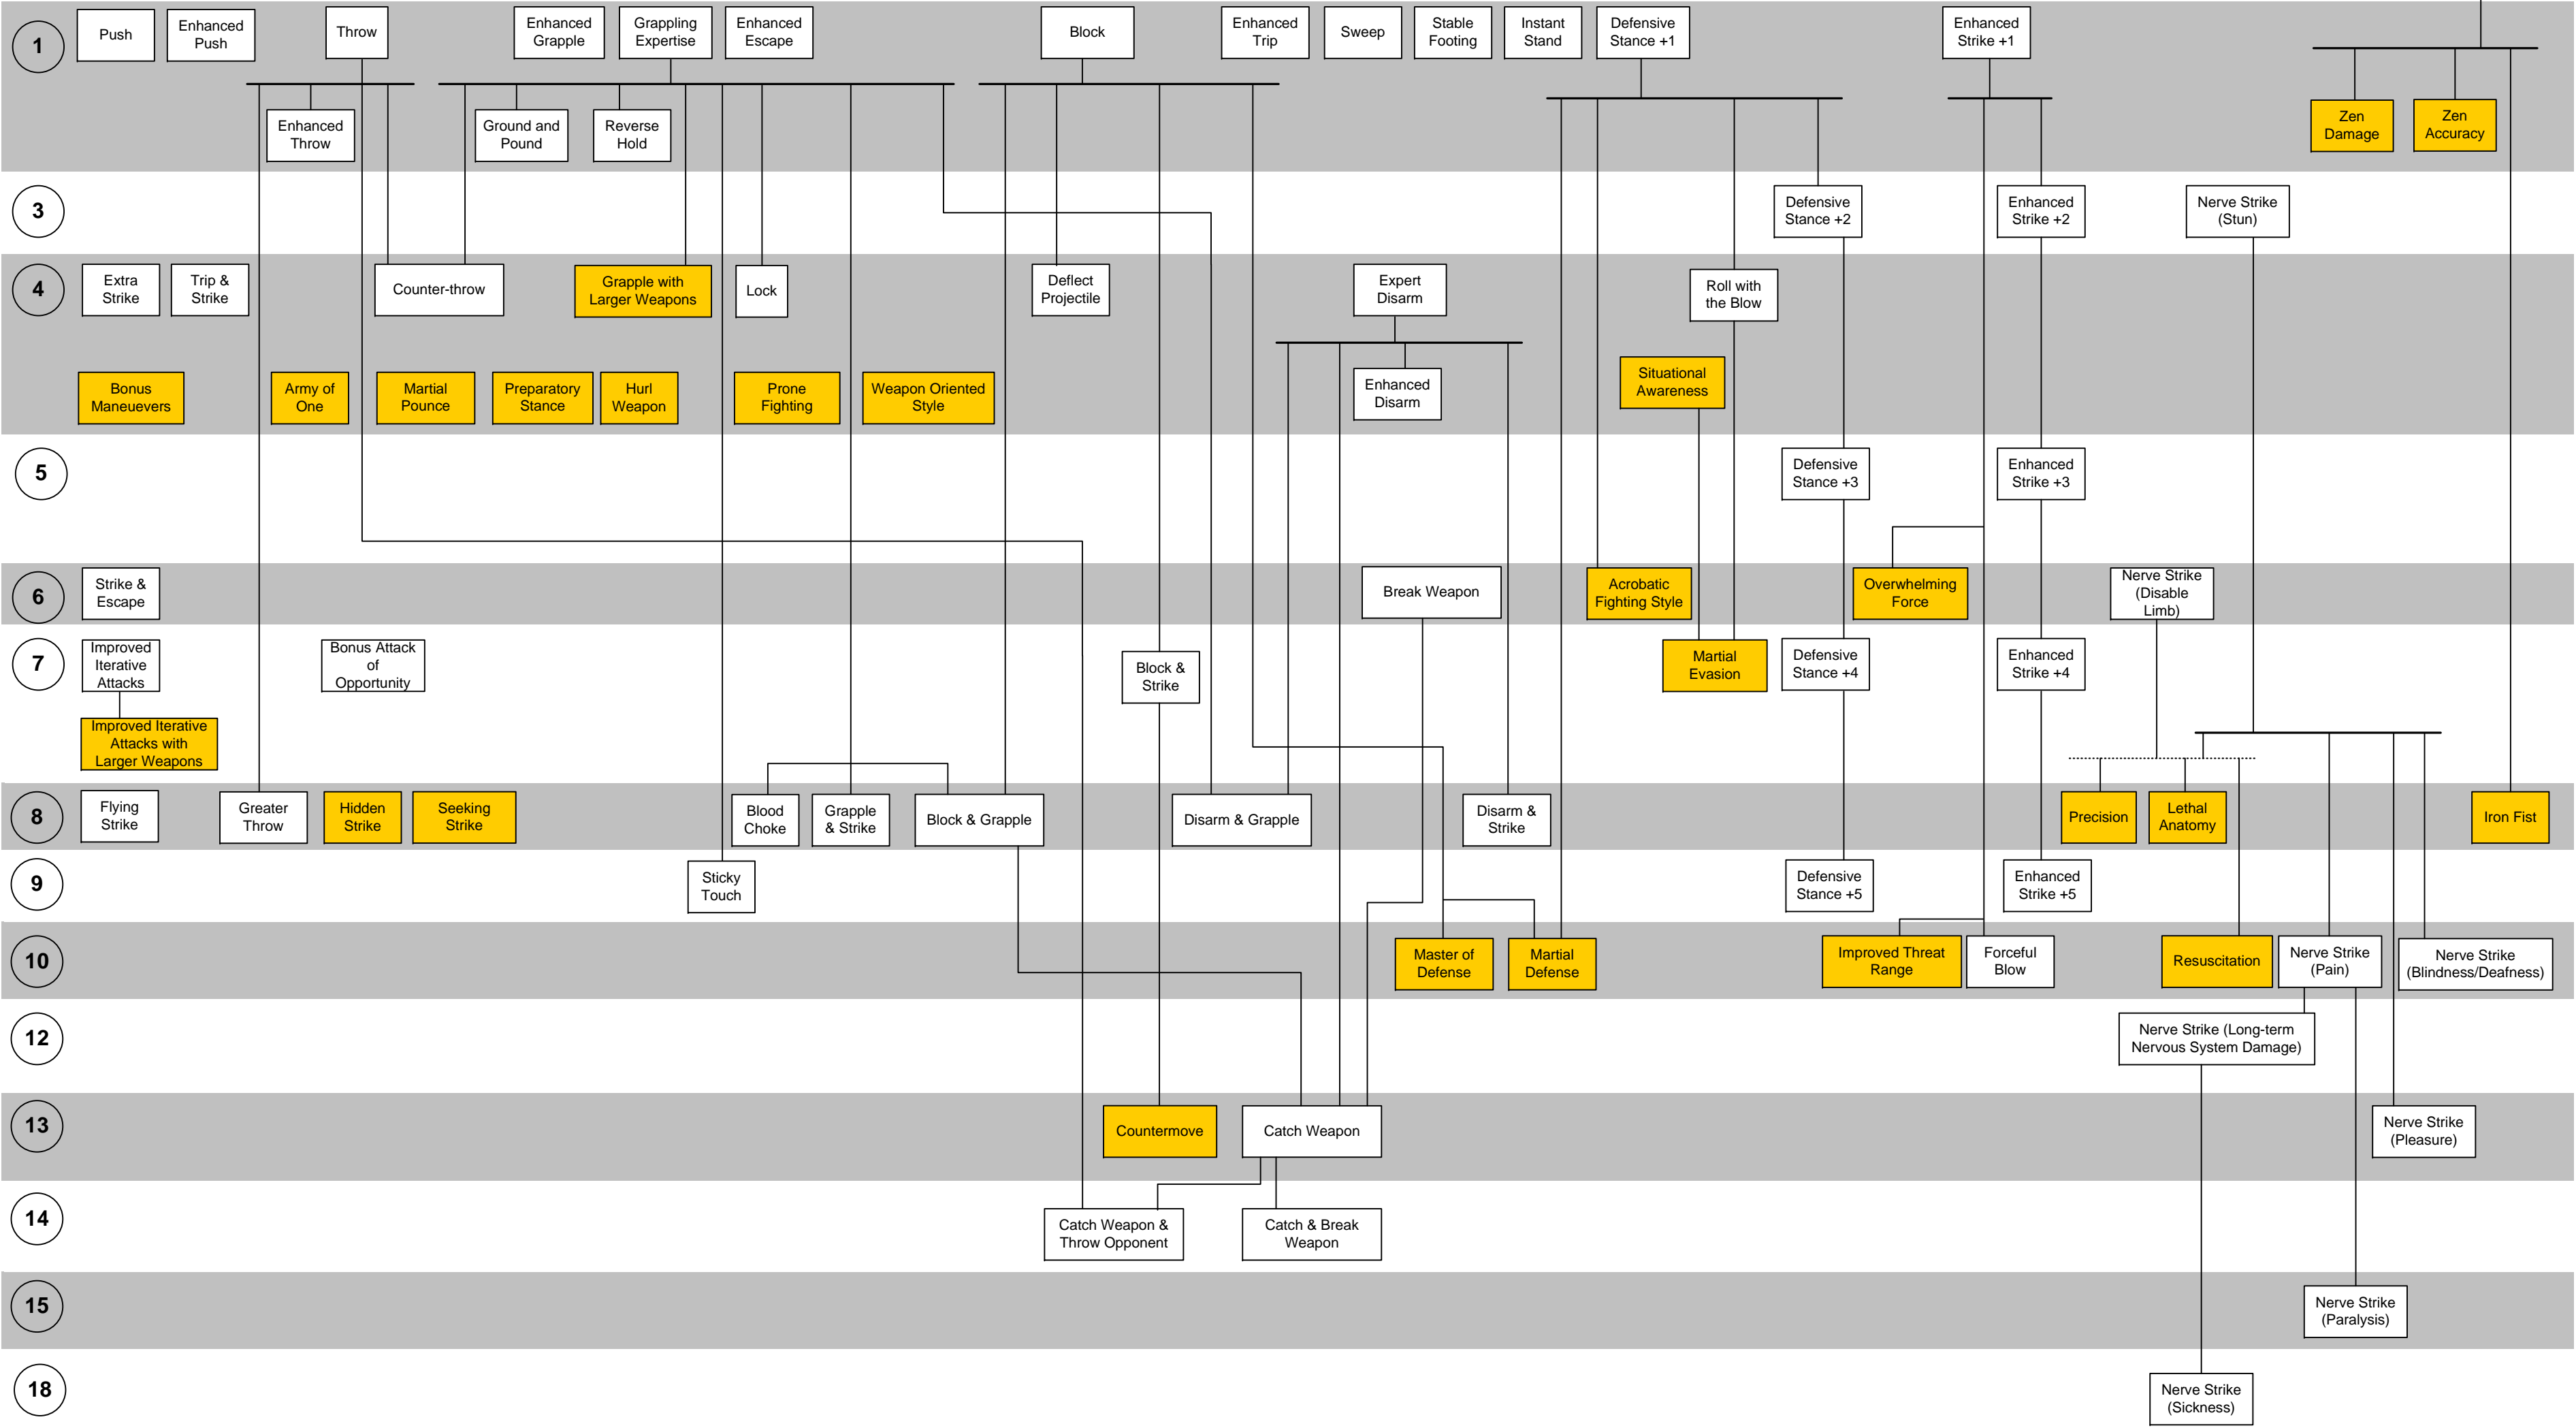 1
Push
Enhanced
Push
Throw
Enhanced
Grapple
Grappling
Expertise
Enhanced
Escape
Block
Enhanced
Trip
Sweep
Stable
Footing
Instant
Stand
Defensive
Stance +1
Enhanced
Strike +1
Enhanced
Throw
Ground and
Pound
Reverse
Hold
Zen
Damage
Zen
Accuracy
3
Defensive
Stance +2
Enhanced
Strike +2
Nerve Strike
(Stun)
4
Extra
Strike
Trip &
Strike
Counter-throw
Grapple with
Larger Weapons
Lock
Deflect
Projectile
Expert
Disarm
Roll with
the Blow
Bonus
Maneuevers
Army of
One
Martial
Pounce
Preparatory
Stance
Hurl
Weapon
Prone
Fighting
Weapon Oriented
Style
Enhanced
Disarm
Situational
Awareness
5
Defensive
Stance +3
Enhanced
Strike +3
6
Strike &
Escape
Break Weapon
Acrobatic
Fighting Style
Overwhelming
Force
Nerve Strike
(Disable
Limb)
7
Improved
Iterative
Attacks
Bonus Attack
of
Opportunity
Block &
Strike
Martial
Evasion
Defensive
Stance +4
Enhanced
Strike +4
Improved Iterative
Attacks with
Larger Weapons
8
Flying
Strike
Greater
Throw
Hidden
Strike
Seeking
Strike
Blood
Choke
Grapple
& Strike
Block & Grapple
Disarm & Grapple
Disarm &
Strike
Precision
Lethal
Anatomy
Iron Fist
9
Sticky
Touch
Defensive
Stance +5
Enhanced
Strike +5
10
Master of
Defense
Martial
Defense
Improved Threat
Range
Forceful
Blow
Resuscitation
Nerve Strike
(Pain)
Nerve Strike
(Blindness/Deafness)
12
Nerve Strike (Long-term
Nervous System Damage)
13
Countermove
Catch Weapon
Nerve Strike
(Pleasure)
14
Catch Weapon &
Throw Opponent
Catch & Break
Weapon
15
Nerve Strike
(Paralysis)
18
Nerve Strike
(Sickness)